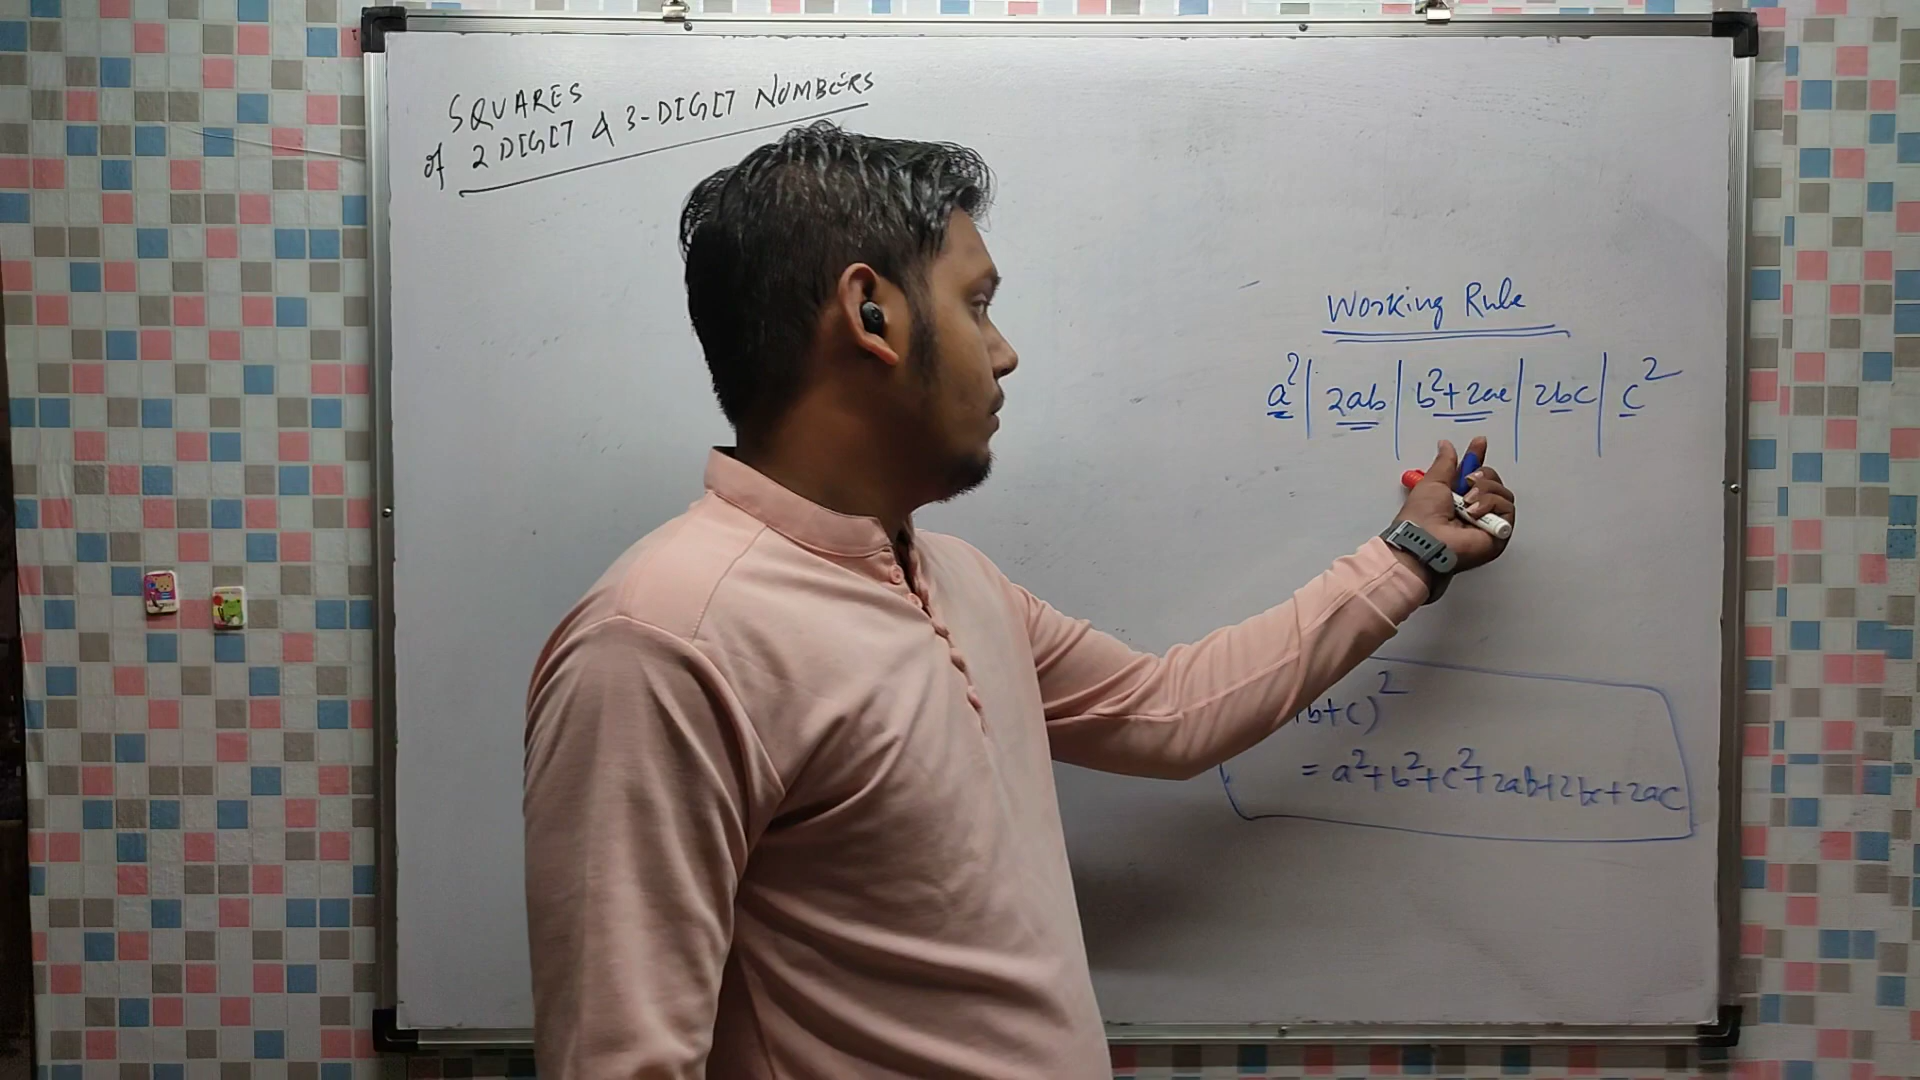 SQUARES
of 2 DIGIT & 3-DIGIT NUMBERS
Working Rule
a² | 2ab | b²+2ac | 2bc | c²
b+c)²
= a²+b²+c²+2ab+2bc+2ac